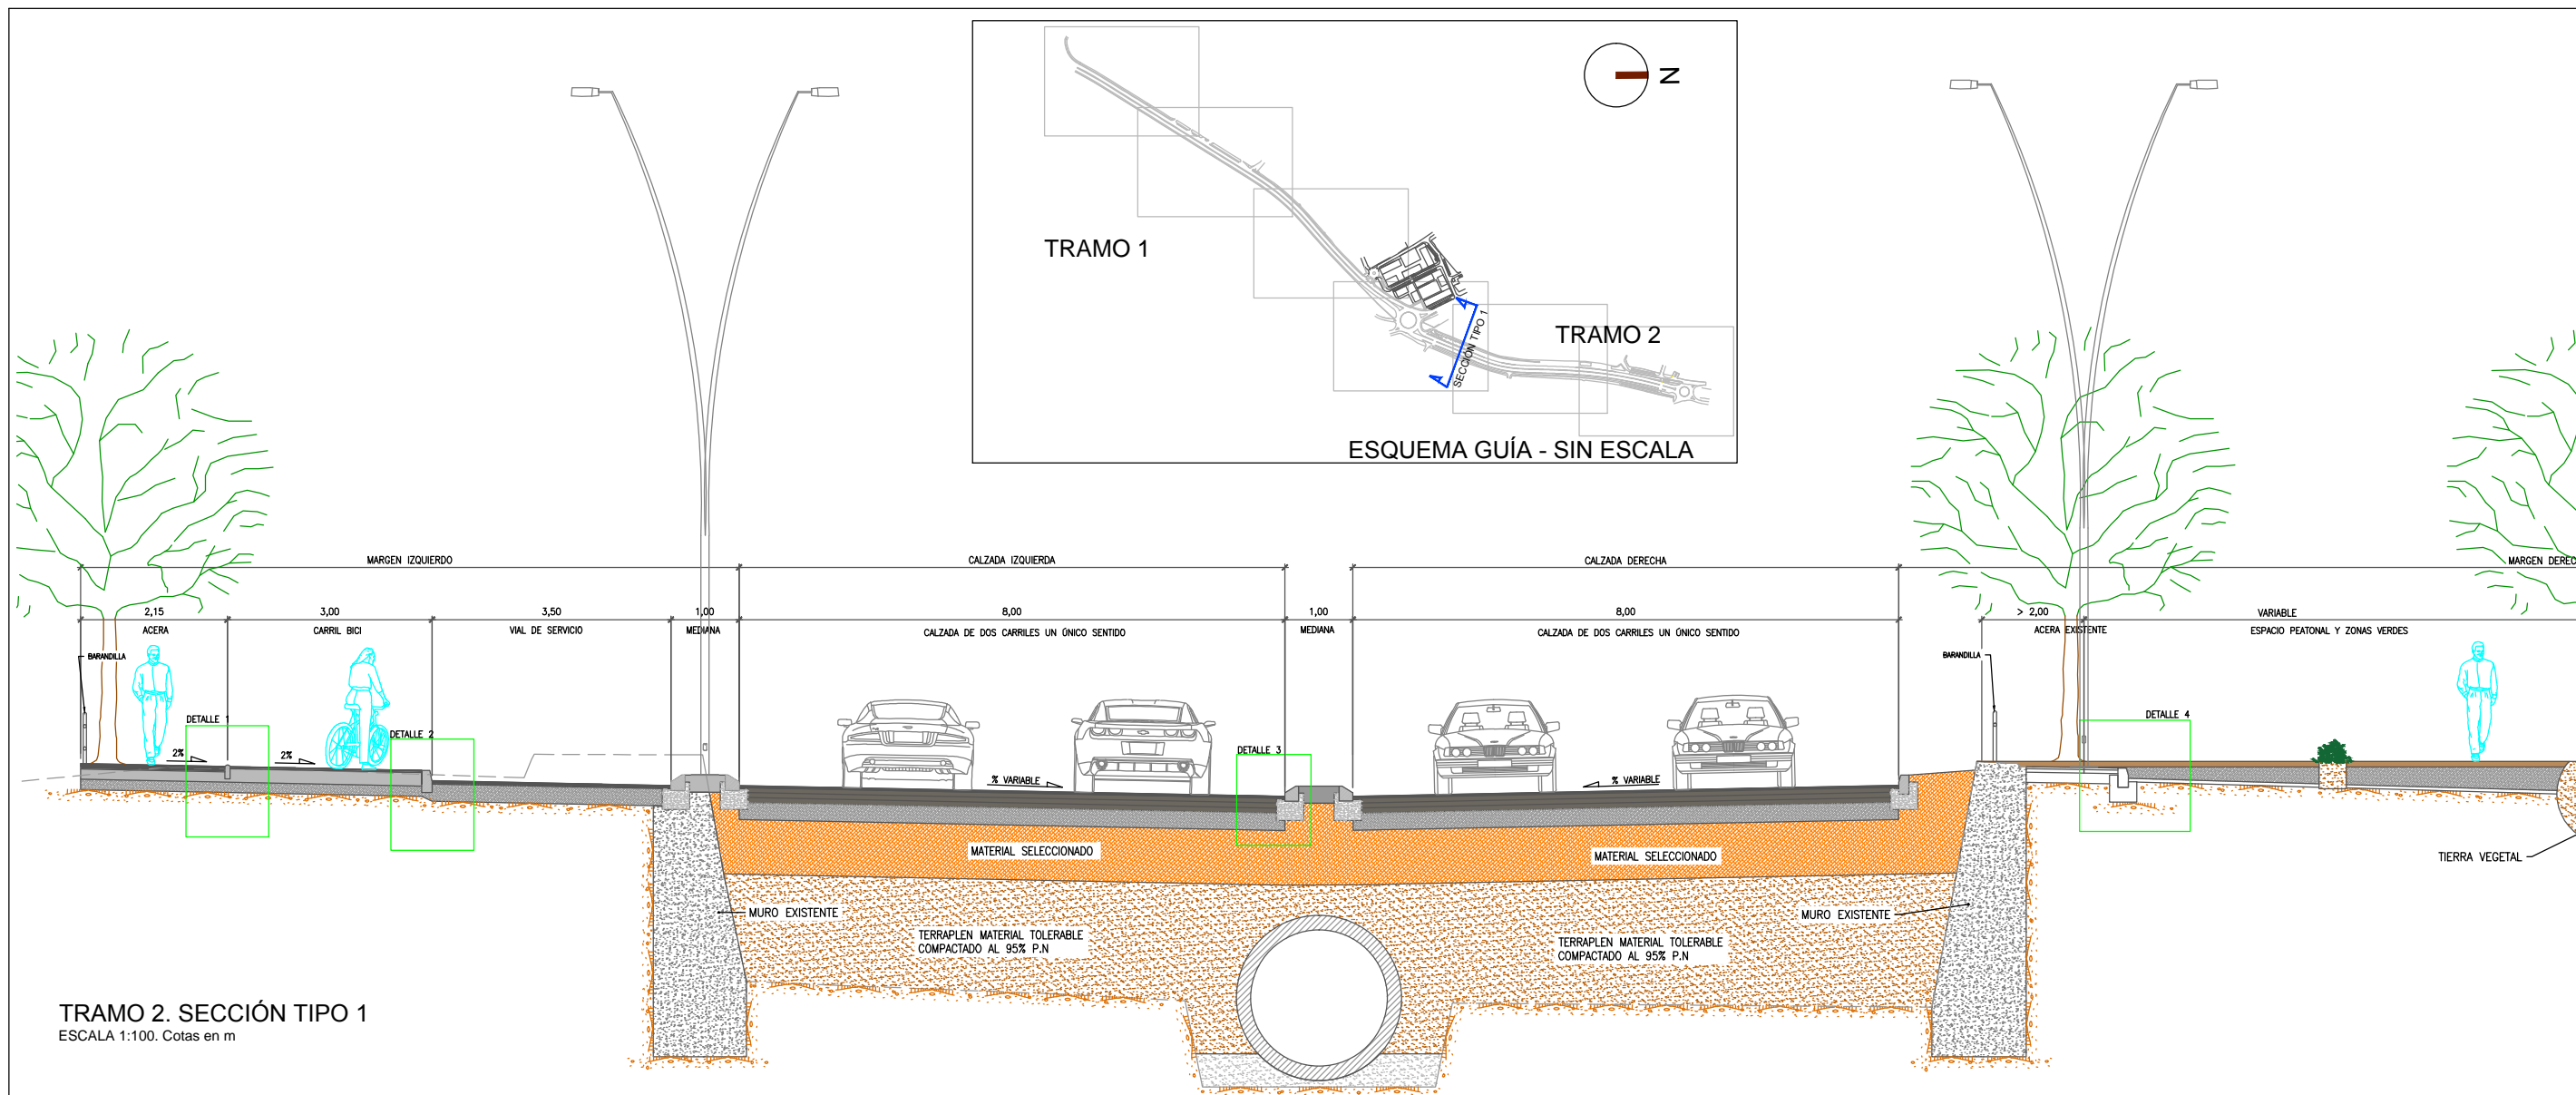 N
TRAMO 1
TRAMO 2
A
A
SECCIÓN TIPO 1
ESQUEMA GUÍA - SIN ESCALA
MARGEN IZQUIERDO
CALZADA IZQUIERDA
CALZADA DERECHA
MARGEN DEREC
2,15
3,00
3,50
1,00
8,00
1,00
8,00
> 2,00
VARIABLE
ACERA
CARRIL BICI
VIAL DE SERVICIO
MEDIANA
CALZADA DE DOS CARRILES UN ÚNICO SENTIDO
MEDIANA
CALZADA DE DOS CARRILES UN ÚNICO SENTIDO
ACERA EXISTENTE
ESPACIO PEATONAL Y ZONAS VERDES
BARANDILLA
BARANDILLA
DETALLE 1
DETALLE 2
DETALLE 3
DETALLE 4
2%
2%
% VARIABLE
% VARIABLE
MATERIAL SELECCIONADO
MATERIAL SELECCIONADO
TIERRA VEGETAL
MURO EXISTENTE
MURO EXISTENTE
TERRAPLEN MATERIAL TOLERABLE
COMPACTADO AL 95% P.N
TERRAPLEN MATERIAL TOLERABLE
COMPACTADO AL 95% P.N
TRAMO 2. SECCIÓN TIPO 1
ESCALA 1:100. Cotas en m